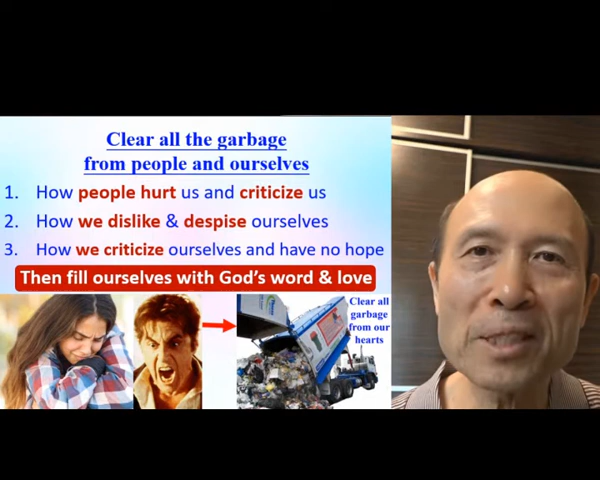 Clear all the garbage
from people and ourselves
1. How people hurt us and criticize us
2. How we dislike & despise ourselves
3. How we criticize ourselves and have no hope
Then fill ourselves with God's word & love
Clear all
garbage
from our
hearts